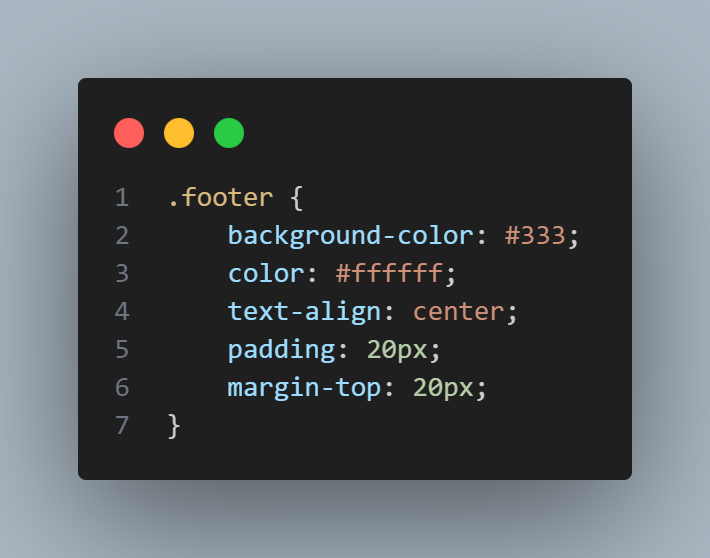 1 .footer {
2     background-color: #333;
3     color: #ffffff;
4     text-align: center;
5     padding: 20px;
6     margin-top: 20px;
7 }